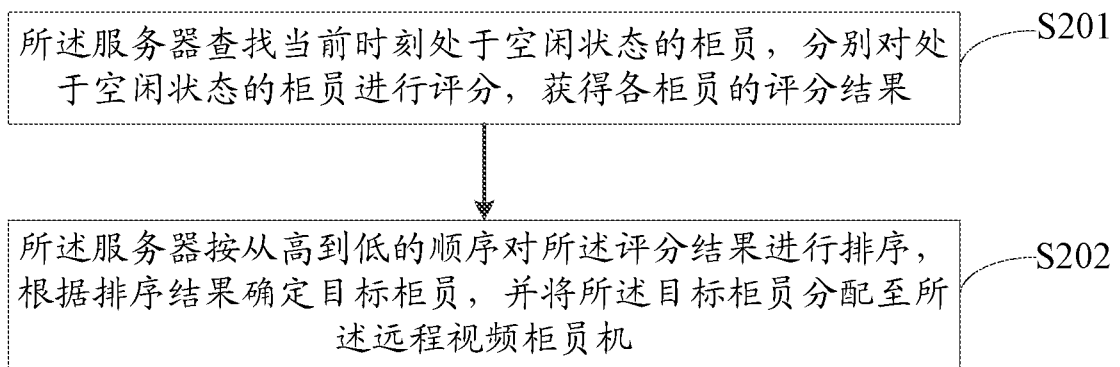 所述服务器查找当前时刻处于空闲状态的柜员，分别对处
于空闲状态的柜员进行评分，获得各柜员的评分结果
S201
所述服务器按从高到低的顺序对所述评分结果进行排序，
根据排序结果确定目标柜员，并将所述目标柜员分配至所
述远程视频柜员机
S202